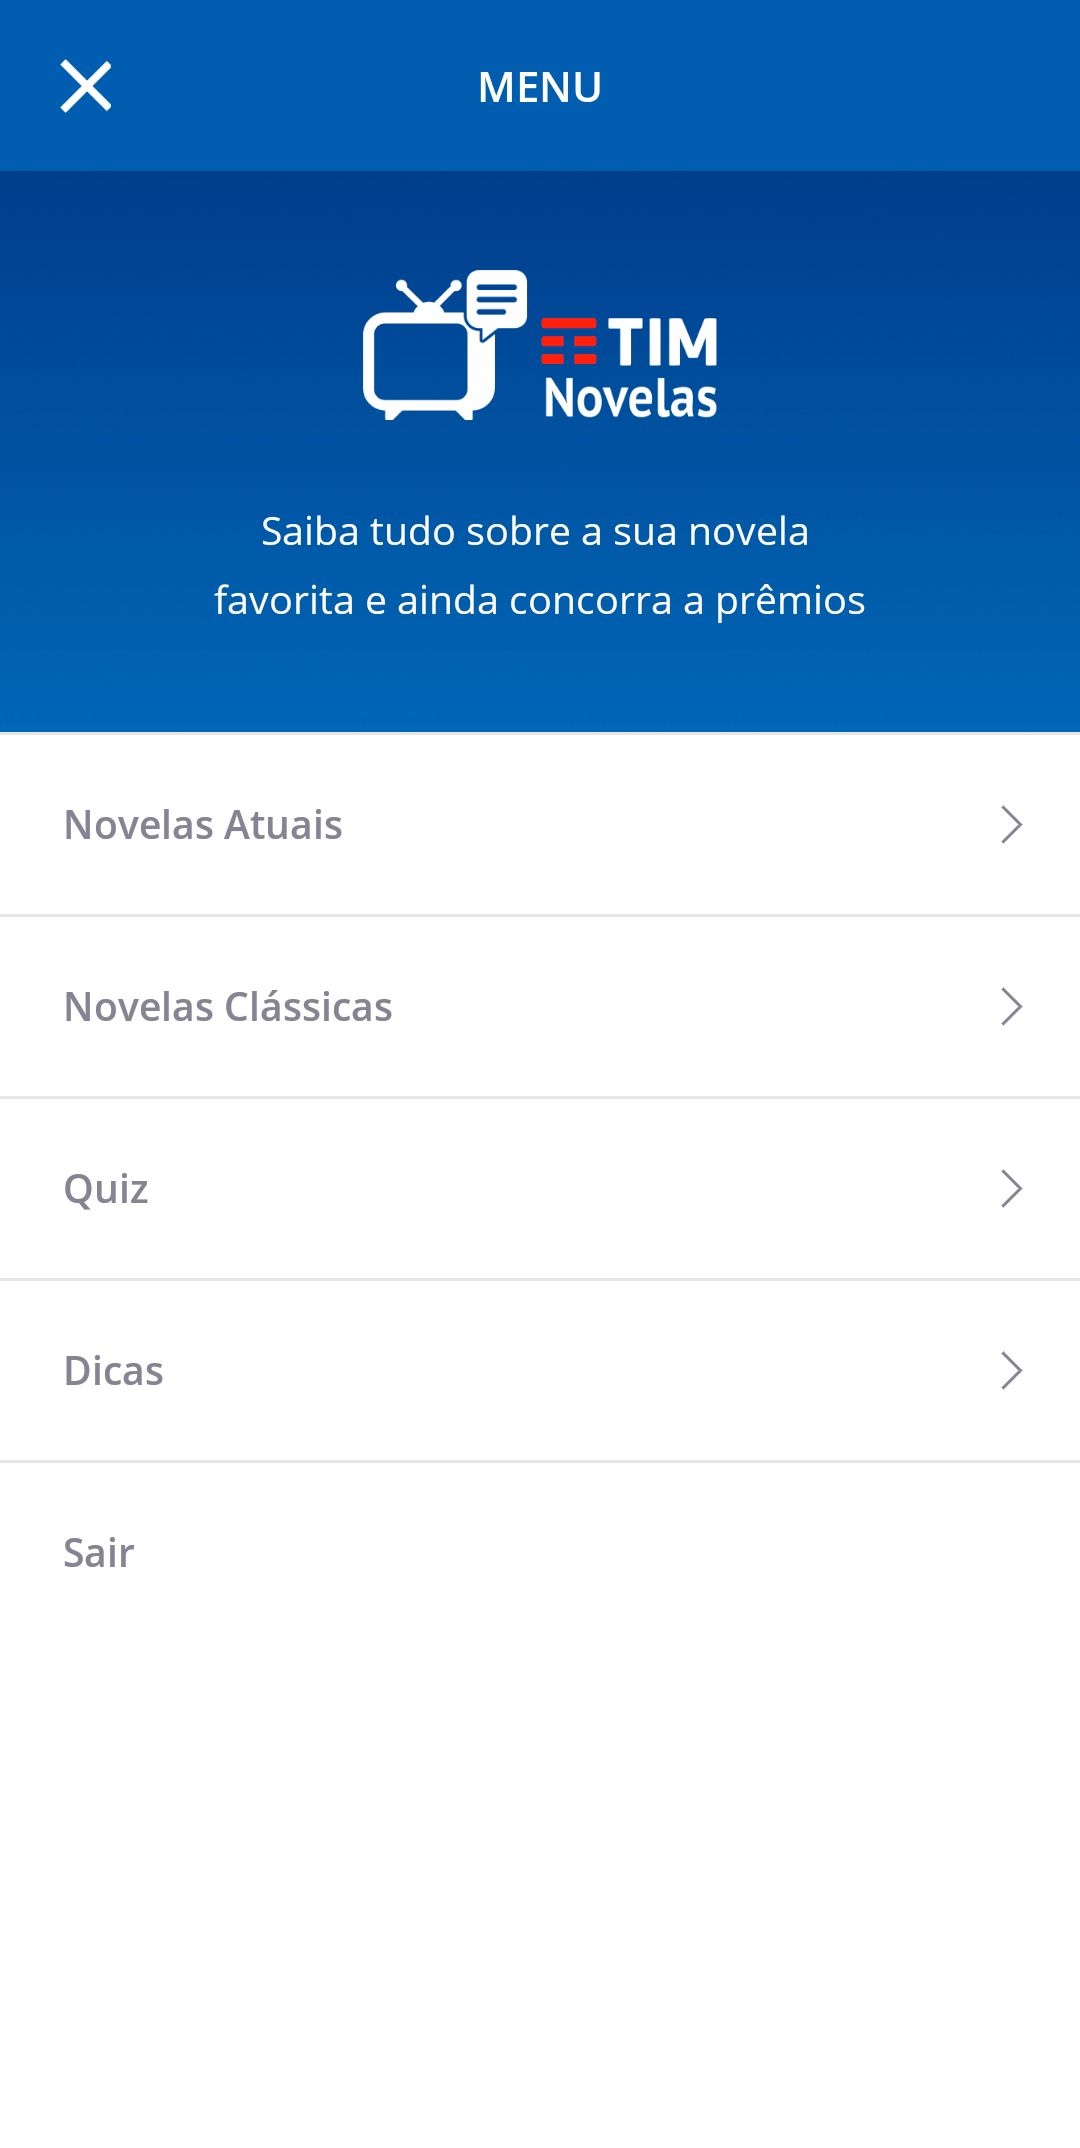 MENU
TIM
Novelas
Saiba tudo sobre a sua novela
favorita e ainda concorra a prêmios
Novelas Atuais
Novelas Clássicas
Quiz
Dicas
Sair